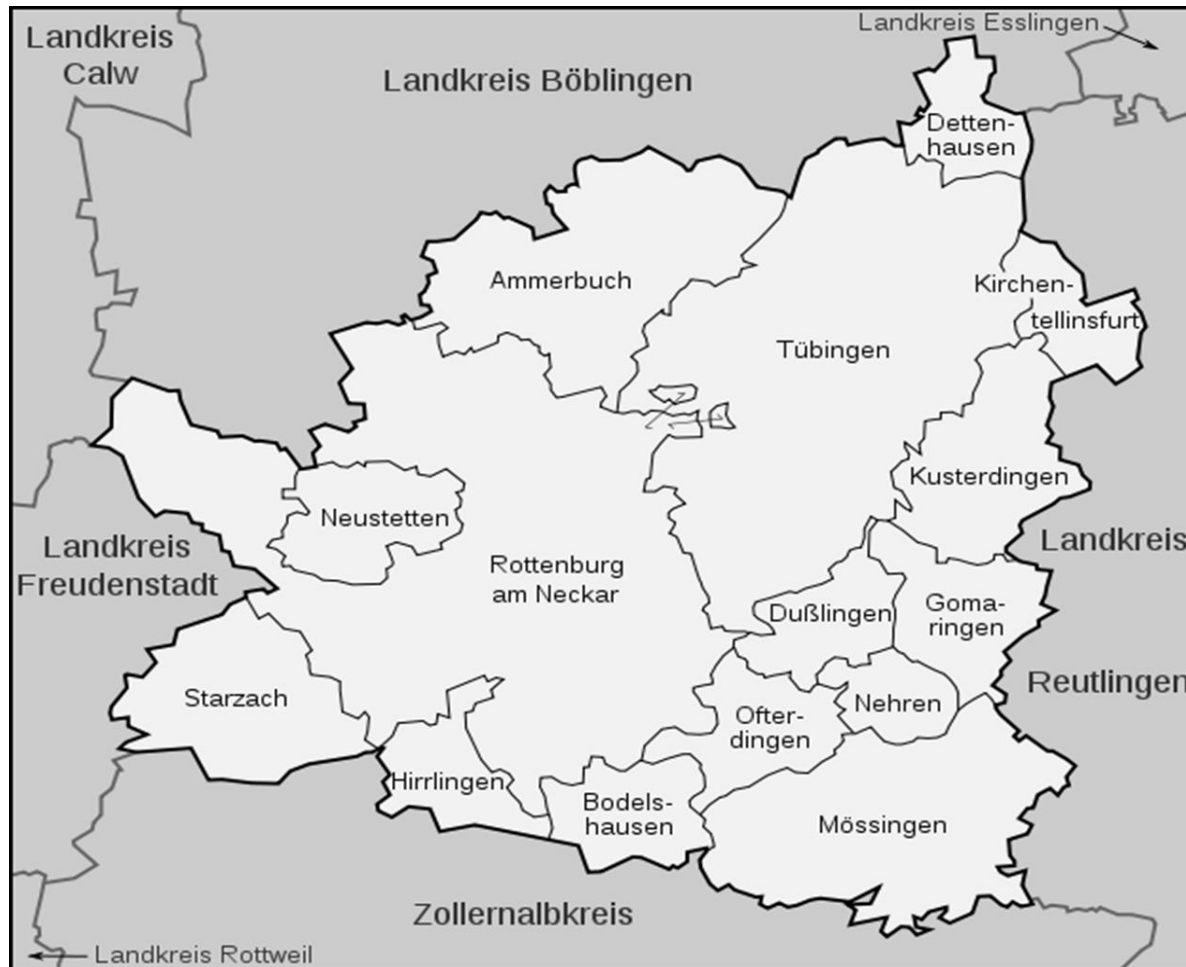 Landkreis Esslingen
Landkreis
Calw
Landkreis Böblingen
Detten-
hausen
Ammerbuch
Kirchen-
tellinsfurt
Tübingen
Kusterdingen
Neustetten
Landkreis
Freudenstadt
Landkreis
Reutlingen
Rottenburg
am Neckar
Dußlingen
Goma-
ringen
Starzach
Nehren
Ofter-
dingen
Hirrlingen
Bodels-
hausen
Mössingen
Zollernalbkreis
Landkreis Rottweil